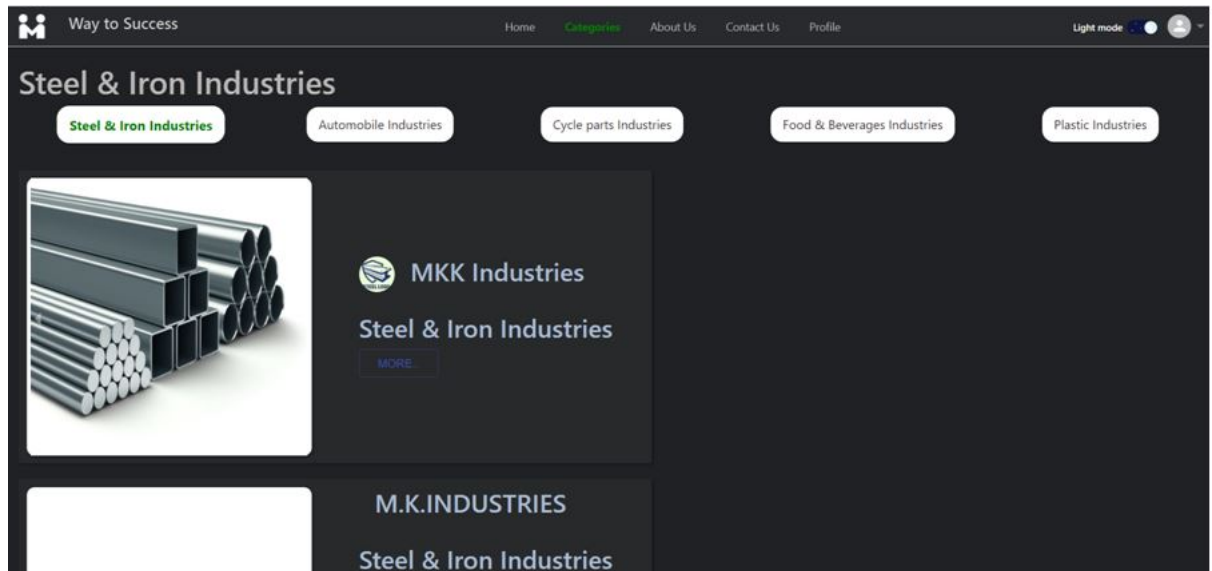 Way to Success
Home Categories About Us Contact Us Profile
Light mode
Steel & Iron Industries
Steel & Iron Industries Automobile Industries Cycle parts Industries Food & Beverages Industries Plastic Industries
MKK Industries
Steel & Iron Industries
MORE..
M.K.INDUSTRIES
Steel & Iron Industries